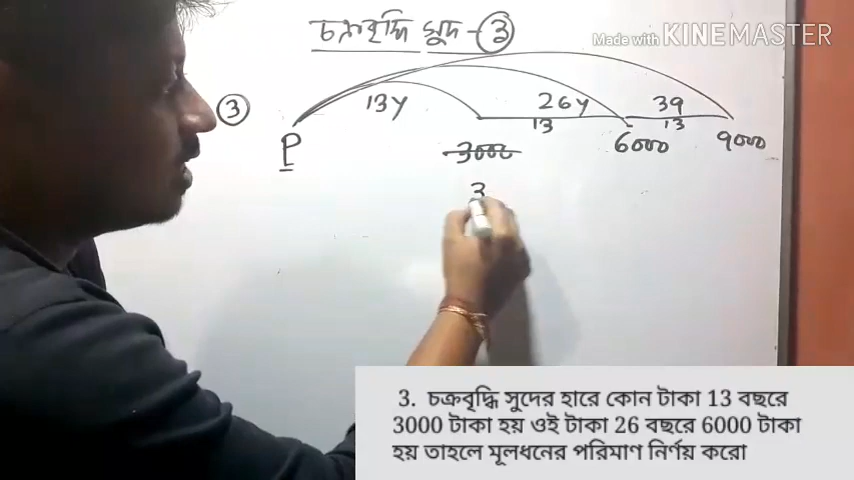 চক্রবৃদ্ধি সুদ - ③
Made with KINEMASTER
③
13y 26y 39
13 13
P 3000 6000 9000
3
3. চক্রবৃদ্ধি সুদের হারে কোন টাকা 13 বছরে
3000 টাকা হয় ওই টাকা 26 বছরে 6000 টাকা
হয় তাহলে মূলধনের পরিমাণ নির্ণয় করো